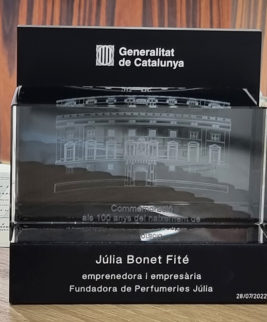 Generalitat
de Catalunya
Commemoració
als 100 anys del naixement de
Júlia Bonet Fité
emprenedora i empresària
Fundadora de Perfumeries Júlia
28/07/2022